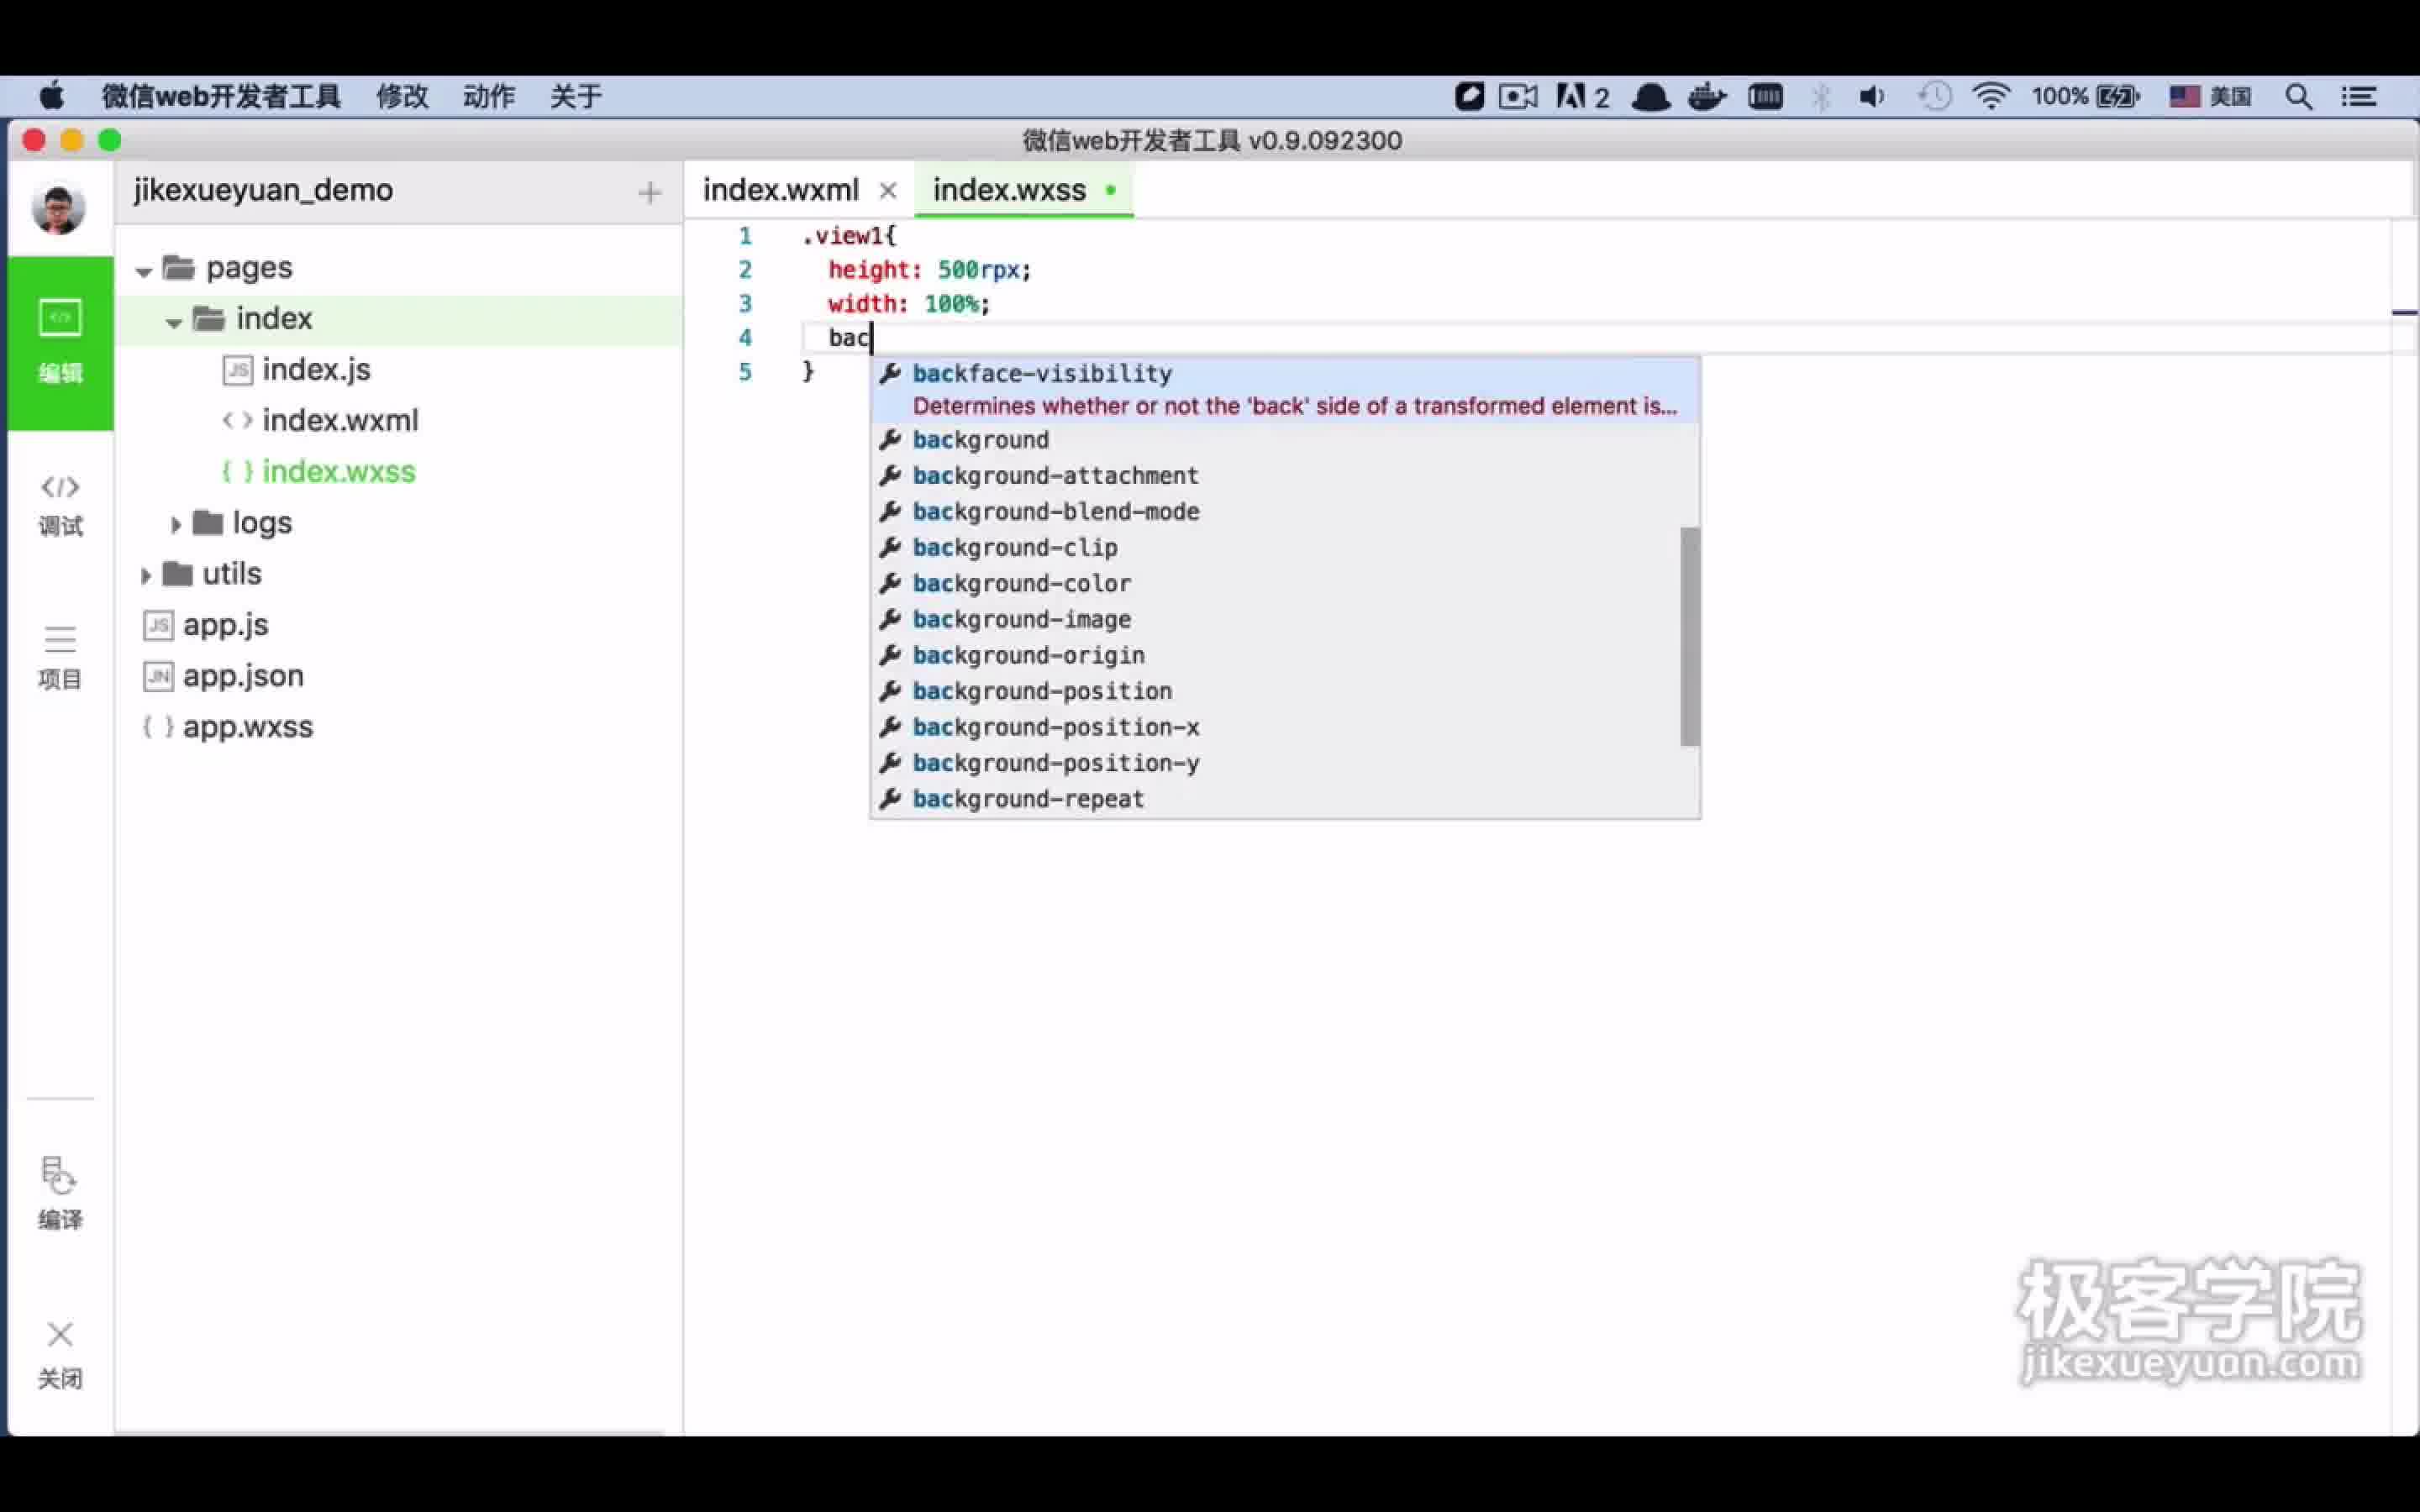 微信web开发者工具 修改 动作 关于 2 100% 美国
微信web开发者工具 v0.9.092300
jikexueyuan_demo +
index.wxml × index.wxss
编辑
调试
项目
编译
关闭
pages
index
JS index.js
<> index.wxml
{ } index.wxss
logs
utils
JS app.js
JN app.json
{ } app.wxss
1 .view1{
2 height: 500rpx;
3 width: 100%;
4 bac
5 }
backface-visibility
Determines whether or not the 'back' side of a transformed element is...
background
background-attachment
background-blend-mode
background-clip
background-color
background-image
background-origin
background-position
background-position-x
background-position-y
background-repeat
极客学院
jikexueyuan.com